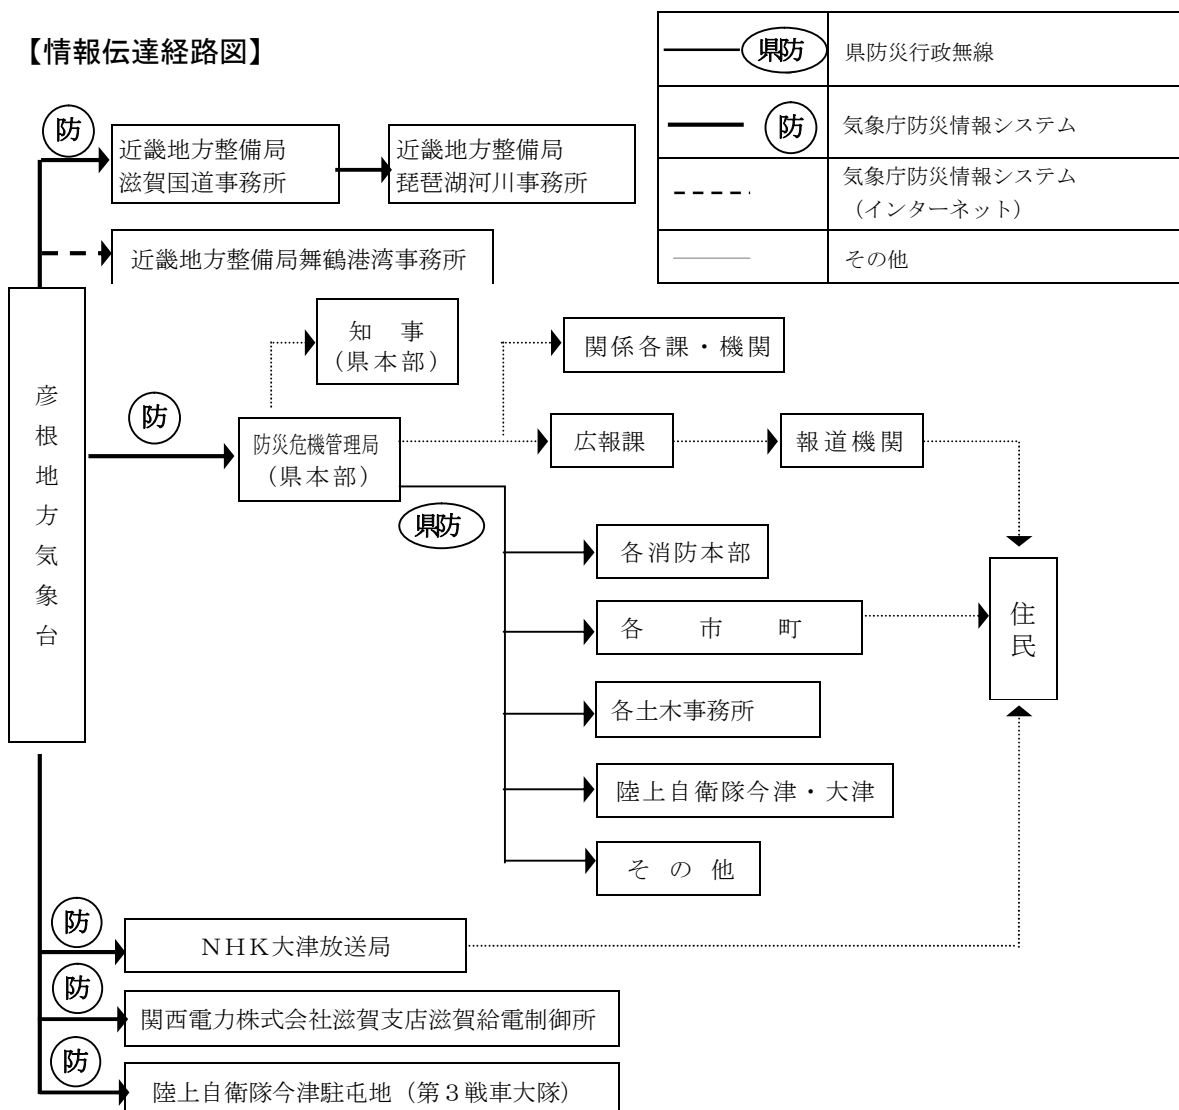 【情報伝達経路図】
県防
県防災行政無線
防
気象庁防災情報システム
気象庁防災情報システム
（インターネット）
その他
防
近畿地方整備局
滋賀国道事務所
近畿地方整備局
琵琶湖河川事務所
近畿地方整備局舞鶴港湾事務所
彦根地方気象台
防
知　事
（県本部）
関係各課・機関
防災危機管理局
（県本部）
広報課
報道機関
県防
各消防本部
各　市　町
住民
各土木事務所
陸上自衛隊今津・大津
そ の 他
防
ＮＨＫ大津放送局
防
関西電力株式会社滋賀支店滋賀給電制御所
防
陸上自衛隊今津駐屯地（第３戦車大隊）